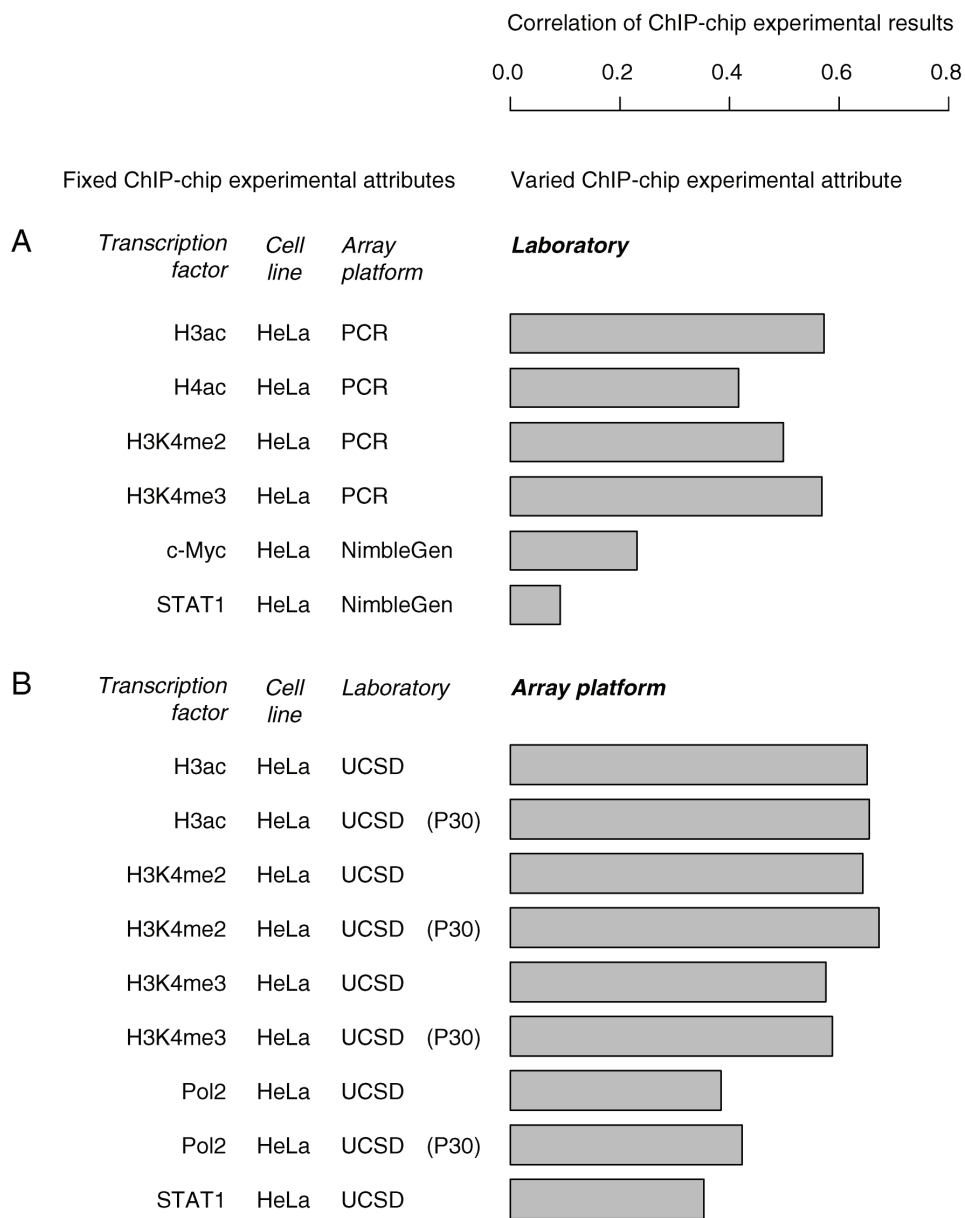 Correlation of ChIP-chip experimental results
0.0 0.2 0.4 0.6 0.8
Fixed ChIP-chip experimental attributes Varied ChIP-chip experimental attribute
A Transcription factor Cell line Array platform Laboratory
H3ac HeLa PCR
H4ac HeLa PCR
H3K4me2 HeLa PCR
H3K4me3 HeLa PCR
c-Myc HeLa NimbleGen
STAT1 HeLa NimbleGen
B Transcription factor Cell line Laboratory Array platform
H3ac HeLa UCSD
H3ac HeLa UCSD (P30)
H3K4me2 HeLa UCSD
H3K4me2 HeLa UCSD (P30)
H3K4me3 HeLa UCSD
H3K4me3 HeLa UCSD (P30)
Pol2 HeLa UCSD
Pol2 HeLa UCSD (P30)
STAT1 HeLa UCSD